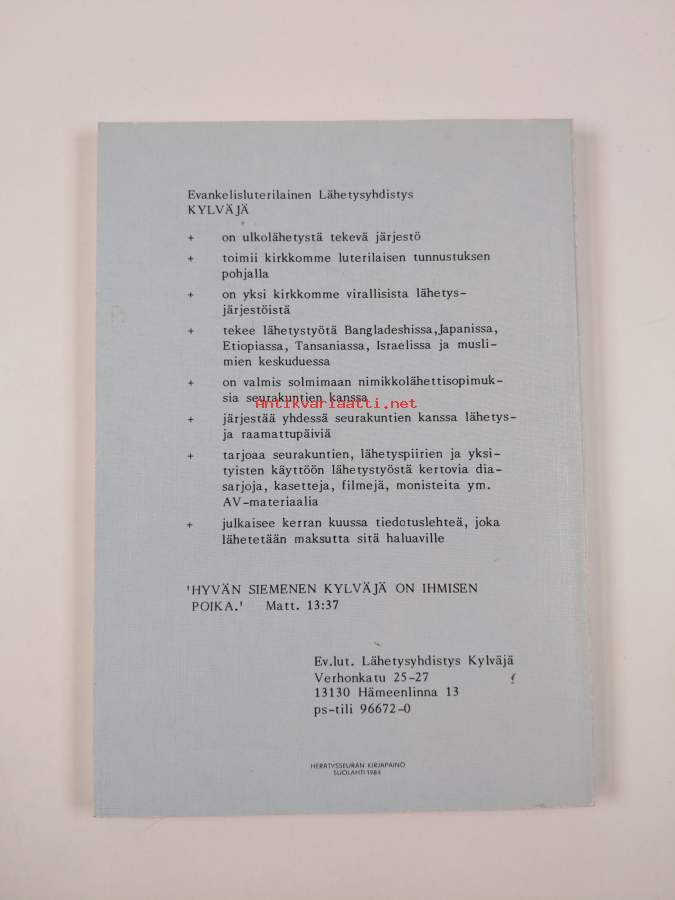 Evankelisluterilainen Lähetysyhdistys
KYLVÄJÄ
+ on ulkolähetystä tekevä järjestö
+ toimii kirkkomme luterilaisen tunnustuksen
pohjalla
+ on yksi kirkkomme virallisista lähetys-
järjestöistä
+ tekee lähetystyötä Bangladeshissa,Japanissa,
Etiopiassa, Tansaniassa, Israelissa ja musli-
mien keskuduessa
+ on valmis solmimaan nimikkolähettisopimuk-
sia seurakuntien kanssa
antikvariaatti.net
+ järjestää yhdessä seurakuntien kanssa lähetys-
ja raamattupäiviä
+ tarjoaa seurakuntien, lähetyspiirien ja yksi-
tyisten käyttöön lähetystyöstä kertovia dia-
sarjoja, kasetteja, filmejä, monisteita ym.
AV-materiaalia
+ julkaisee kerran kuussa tiedotuslehteä, joka
lähetetään maksutta sitä haluaville
'HYVÄN SIEMENEN KYLVÄJÄ ON IHMISEN
POIKA.' Matt. 13:37
Ev.lut. Lähetysyhdistys Kylväjä
Verhonkatu 25-27
13130 Hämeenlinna 13
ps-tili 96672-0
HERÄTYSSEURAN KIRJAPAINO
SUOLAHTI 1983